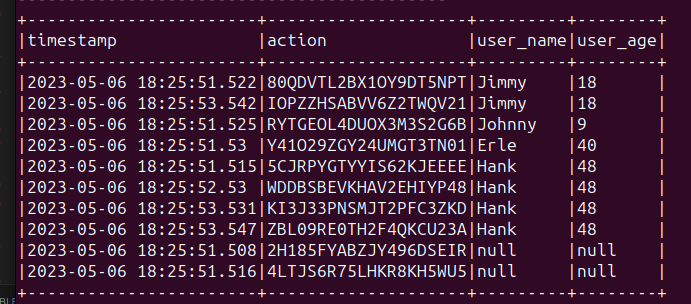 +-----------------------+--------------------+---------+--------+
|timestamp              |action              |user_name|user_age|
+-----------------------+--------------------+---------+--------+
|2023-05-06 18:25:51.522|80QDVTL2BX1OY9DT5NPT|Jimmy    |18      |
|2023-05-06 18:25:53.542|IOPZZHSABVV6Z2TWQV21|Jimmy    |18      |
|2023-05-06 18:25:51.525|RYTGEOL4DUOX3M3S2G6B|Johnny   |9       |
|2023-05-06 18:25:51.53 |Y41O29ZGY24UMGT3TN01|Erle     |40      |
|2023-05-06 18:25:51.515|5CJRPYGTYYIS62KJEEEE|Hank     |48      |
|2023-05-06 18:25:52.53 |WDDBSBEVKHAV2EHIYP48|Hank     |48      |
|2023-05-06 18:25:53.531|KI3J33PNSMJT2PFC3ZKD|Hank     |48      |
|2023-05-06 18:25:53.547|ZBL09RE0TH2F4QKCU23A|Hank     |48      |
|2023-05-06 18:25:51.508|2H185FYABZJY496DSEIR|null     |null    |
|2023-05-06 18:25:51.516|4LTJS6R75LHKR8KH5WU5|null     |null    |
+-----------------------+--------------------+---------+--------+